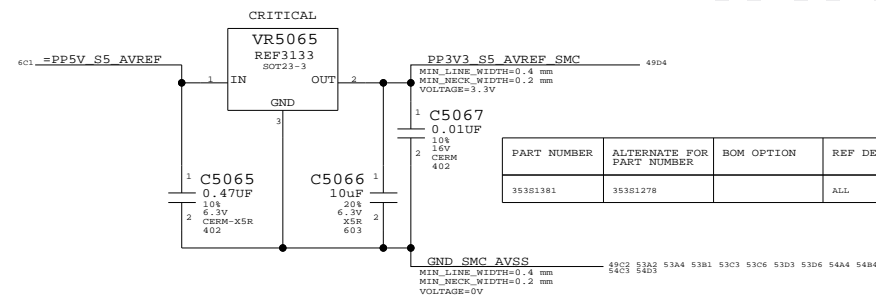 CRITICAL
VR5065
REF3133
SOT23-3
6C1 =PP5V_S5_AVREF
1 IN OUT 2
GND
3
PP3V3_S5_AVREF_SMC 49D4
MIN_LINE_WIDTH=0.4 mm
MIN_NECK_WIDTH=0.2 mm
VOLTAGE=3.3V
1 C5067
0.01UF
10%
16V
2 CERM
402
1 C5065
0.47UF
10%
6.3V
2 CERM-X5R
402
C5066 1
10uF
20%
6.3V
X5R 2
603
PART NUMBER ALTERNATE FOR PART NUMBER BOM OPTION REF DE
353S1381 353S1278 ALL
GND_SMC_AVSS 49C2 53A2 53A4 53B1 53C3 53C6 53D3 53D6 54A4 54B4
54C3 54D3
MIN_LINE_WIDTH=0.4 mm
MIN_NECK_WIDTH=0.2 mm
VOLTAGE=0V